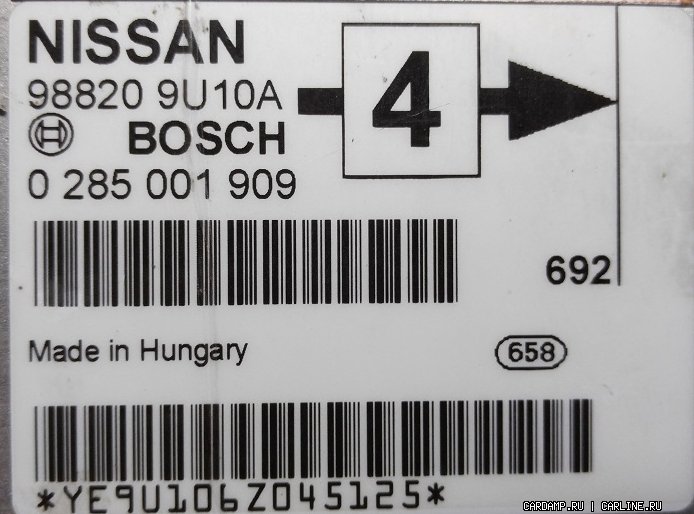 NISSAN
98820 9U10A
4
BOSCH
0 285 001 909
692
Made in Hungary
658
*YE9U106Z045125*
CARDAMP.RU | CARLINE.RU